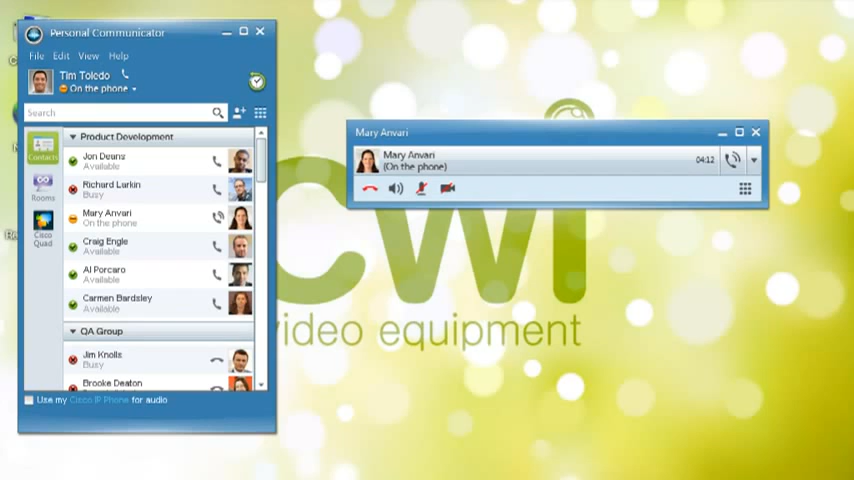 Personal Communicator
File Edit View Help
Tim Toledo
On the phone
Search
Contacts
Rooms
Cisco Quad
Product Development
Jon Deans
Available
Richard Larkin
Busy
Mary Anvari
On the phone
Craig Engle
Available
Al Porcaro
Available
Carmen Bardsley
Available
QA Group
Jim Knolls
Busy
Brooke Deaton
Use my Cisco IP Phone for audio
Mary Anvari
Mary Anvari
(On the phone)
04:12
cwi
video equipment